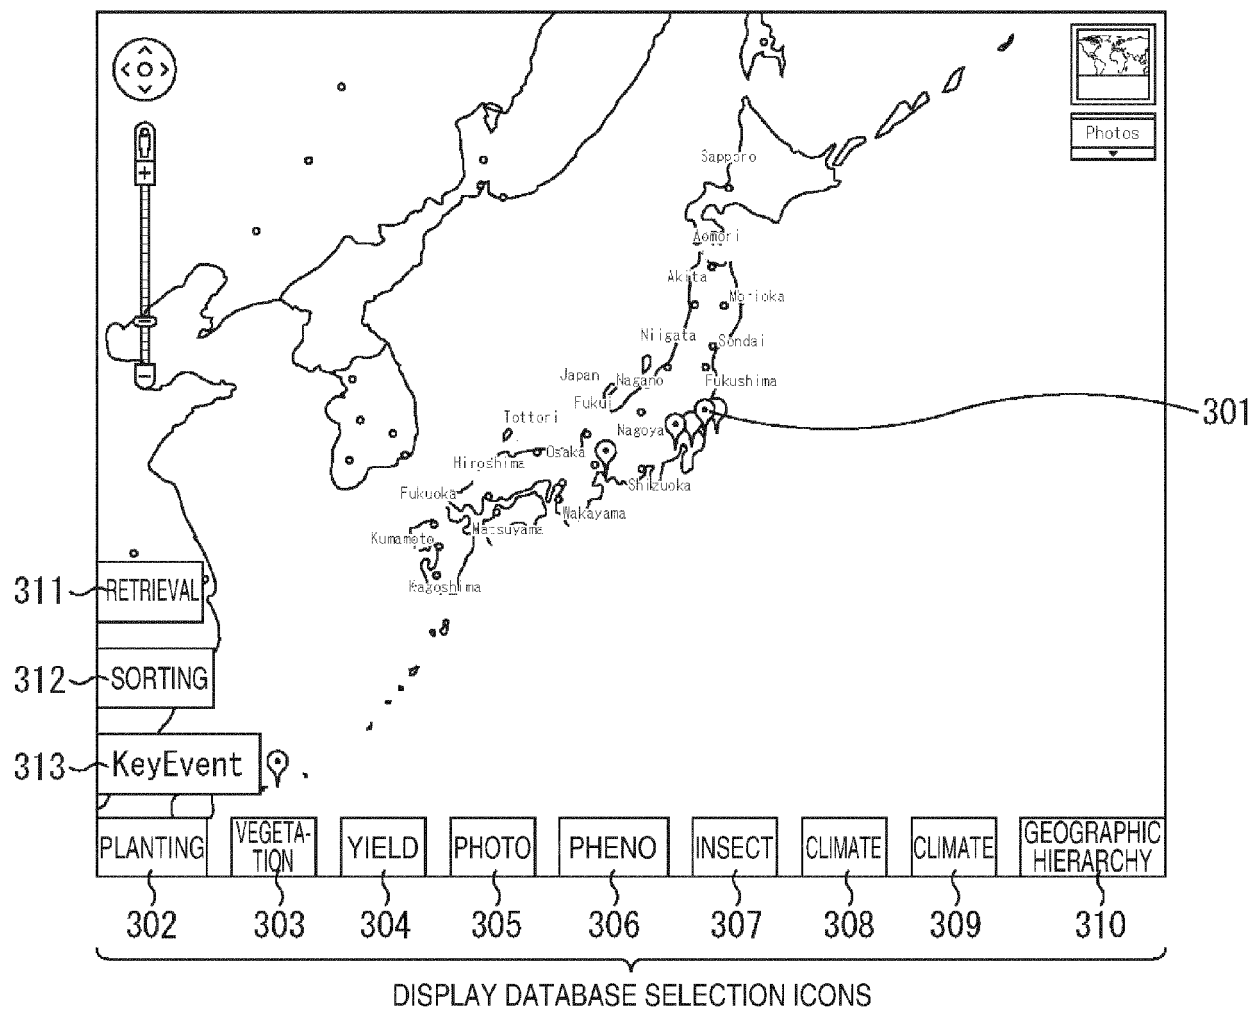 Photos
Sapporo
Aomori
Akita
Morioka
Niigata
Sondai
Japan
Nagano
Fukushima
Fukui
301
Tottori
Nagoya
Osaka
Hiroshima
Shizuoka
Fukuoka
Wakayama
Matsuyama
Kumamoto
Kagoshima
311
RETRIEVAL
312
SORTING
313
KeyEvent
PLANTING
VEGETA-
TION
YIELD
PHOTO
PHENO
INSECT
CLIMATE
CLIMATE
GEOGRAPHIC
HIERARCHY
302
303
304
305
306
307
308
309
310
DISPLAY DATABASE SELECTION ICONS